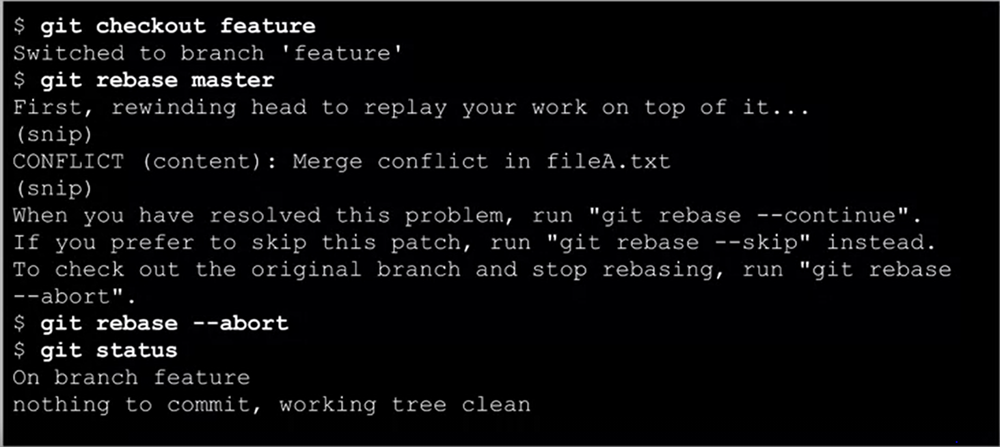 $ git checkout feature
Switched to branch 'feature'
$ git rebase master
First, rewinding head to replay your work on top of it...
(snip)
CONFLICT (content): Merge conflict in fileA.txt
(snip)
When you have resolved this problem, run "git rebase --continue".
If you prefer to skip this patch, run "git rebase --skip" instead.
To check out the original branch and stop rebasing, run "git rebase
--abort".
$ git rebase --abort
$ git status
On branch feature
nothing to commit, working tree clean